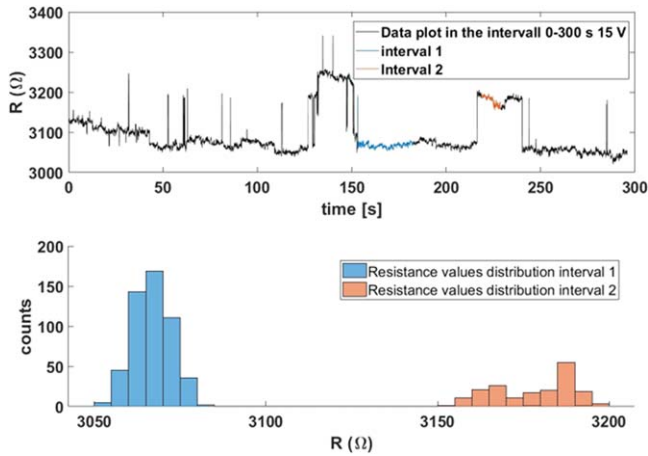 3400
3300
3200
3100
3000
R (Ω)
Data plot in the intervall 0-300 s 15 V
interval 1
Interval 2
0 50 100 150 200 250 300
time [s]
200
150
100
50
0
counts
Resistance values distribution interval 1
Resistance values distribution interval 2
3050 3100 3150 3200
R (Ω)